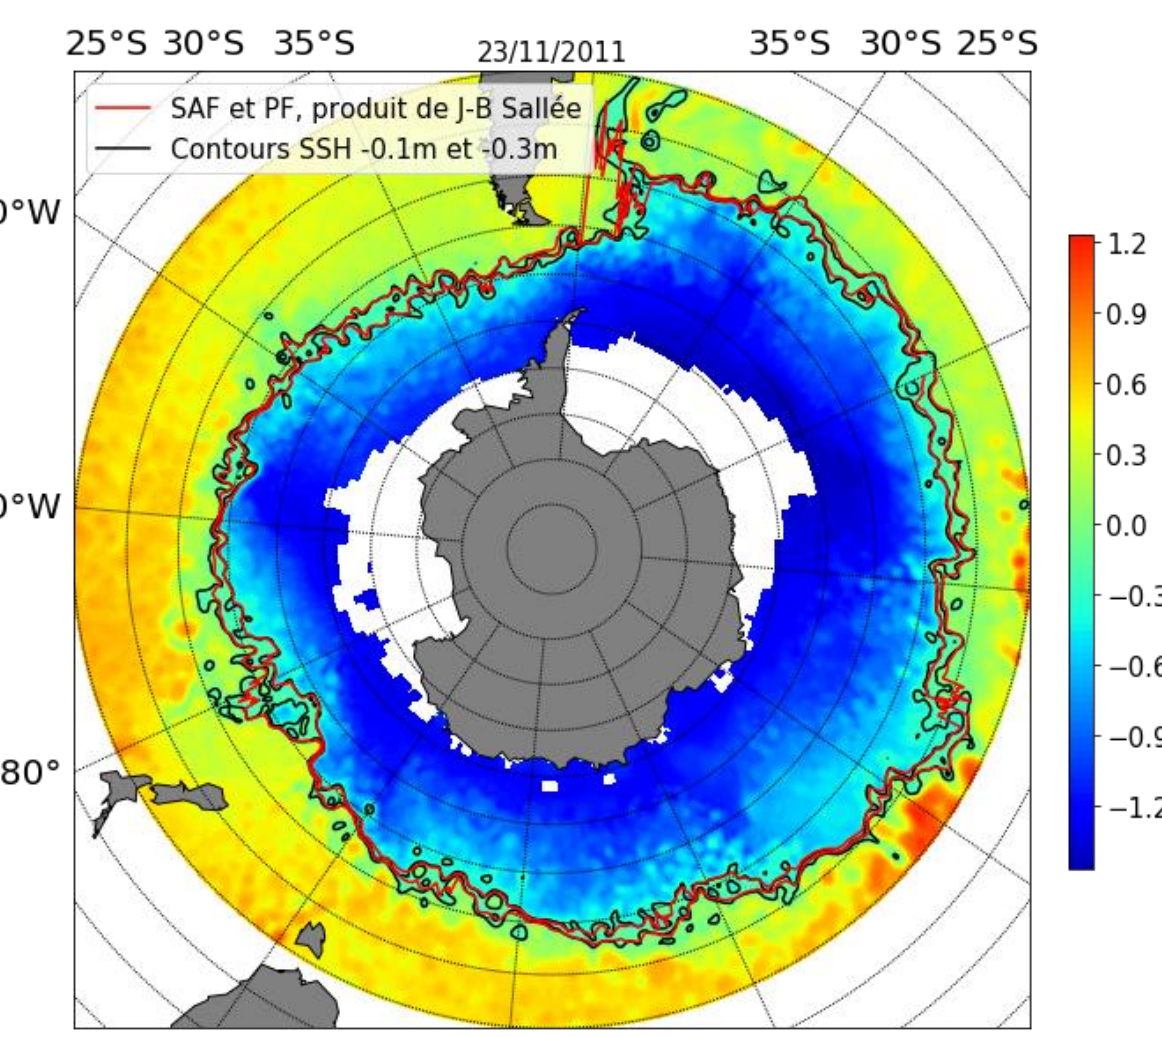 25°S 30°S 35°S 23/11/2011 35°S 30°S 25°S
SAF et PF, produit de J-B Sallée
Contours SSH -0.1m et -0.3m
0°W
0°W
80°
1.2
0.9
0.6
0.3
0.0
−0.3
−0.6
−0.9
−1.2